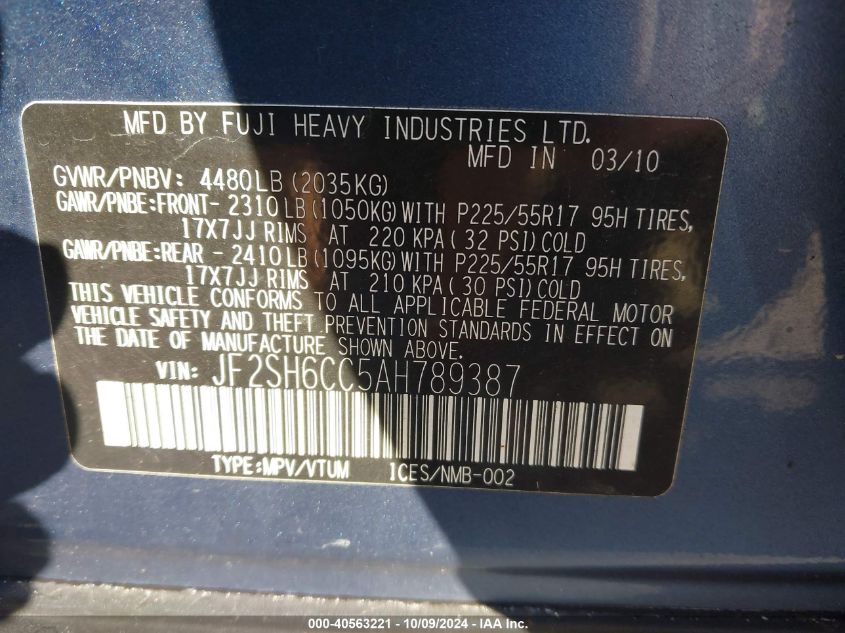 MFD BY FUJI HEAVY INDUSTRIES LTD.
MFD IN 03/10
GVWR/PNBV: 4480LB (2035KG)
GAWR/PNBE:FRONT- 2310 LB (1050KG) WITH P225/55R17 95H TIRES,
17X7JJ RIMS AT 220 KPA (32 PSI) COLD
GAWR/PNBE:REAR - 2410 LB (1095KG) WITH P225/55R17 95H TIRES,
17X7JJ RIMS AT 210 KPA (30 PSI) COLD
THIS VEHICLE CONFORMS TO ALL APPLICABLE FEDERAL MOTOR
VEHICLE SAFETY AND THEFT PREVENTION STANDARDS IN EFFECT ON
THE DATE OF MANUFACTURE SHOWN ABOVE.
VIN: JF2SH6CC5AH789387
TYPE:MPV/VTUM ICES/NMB-002
000-40563221 - 10/09/2024 - IAA Inc.